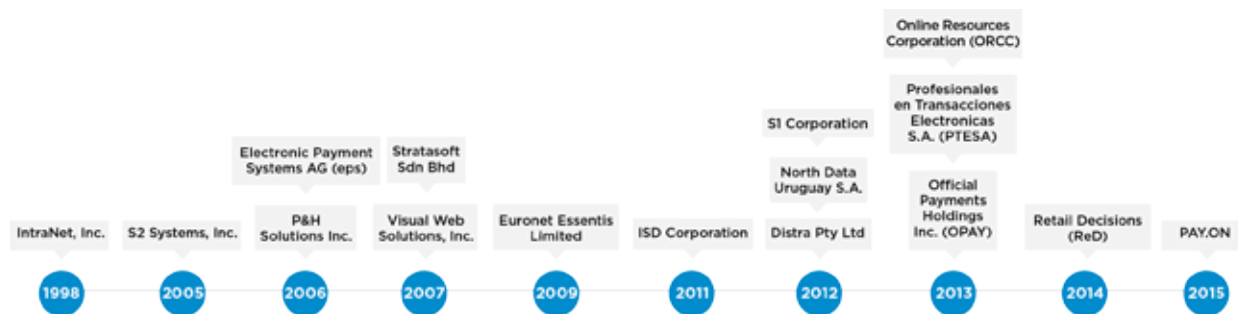 Online Resources
Corporation (ORCC)
Profesionales
en Transacciones
Electronicas
S.A. (PTESA)
S1 Corporation
Electronic Payment
Systems AG (eps)
Stratasoft
Sdn Bhd
North Data
Uruguay S.A.
Official
Payments
Holdings
Inc. (OPAY)
IntraNet, Inc.
S2 Systems, Inc.
P&H
Solutions Inc.
Visual Web
Solutions, Inc.
Euronet Essentis
Limited
ISD Corporation
Distra Pty Ltd
Retail Decisions
(ReD)
PAY.ON
1998
2005
2006
2007
2009
2011
2012
2013
2014
2015